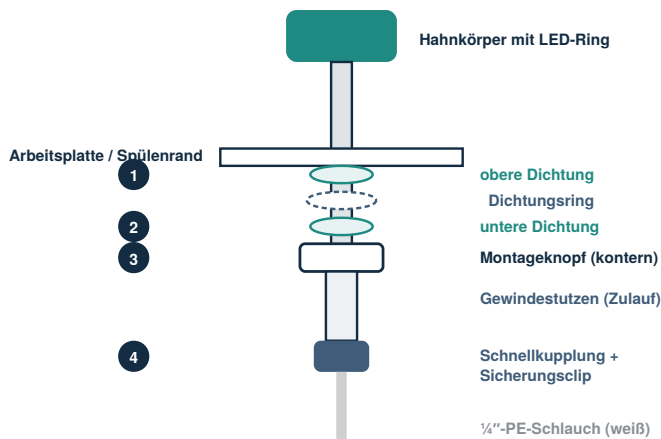 Hahnkörper mit LED-Ring
Arbeitsplatte / Spülenrand
1
obere Dichtung
Dichtungsring
2
untere Dichtung
3
Montageknopf (kontern)
Gewindestutzen (Zulauf)
4
Schnellkupplung +
Sicherungsclip
¼″-PE-Schlauch (weiß)